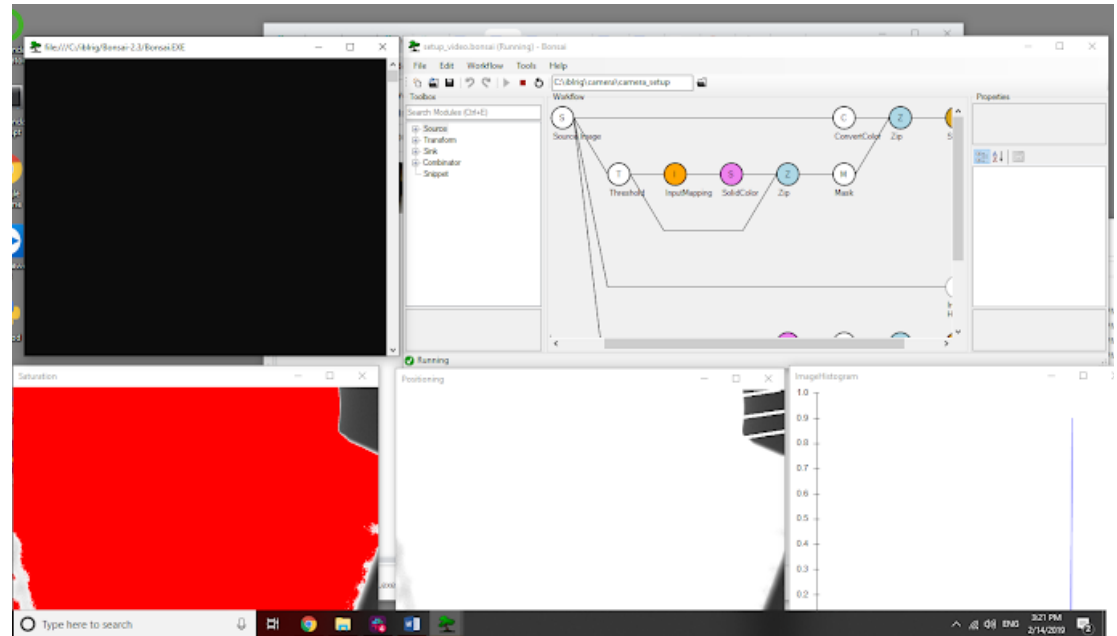 file:///C:/iblrig/Bonsai-2.3/Bonsai.EXE
setup_video.bonsai (Running) - Bonsai
File Edit Workflow Tools Help
C:\iblrig\camera\camera_setup
Toolbox
Workflow
Properties
Search Modules (Ctrl+E)
Source
Transform
Sink
Combinator
Snippet
S
C
Z
Source Image
ConvertColor
Zip
S
T
I
S
Z
M
Threshold
InputMapping
SolidColor
Zip
Mask
H
Running
Saturation
Positioning
ImageHistogram
1.0
0.9
0.8
0.7
0.6
0.5
0.4
0.3
0.2
.exe
Type here to search
ENG
3:21 PM
2/14/2019